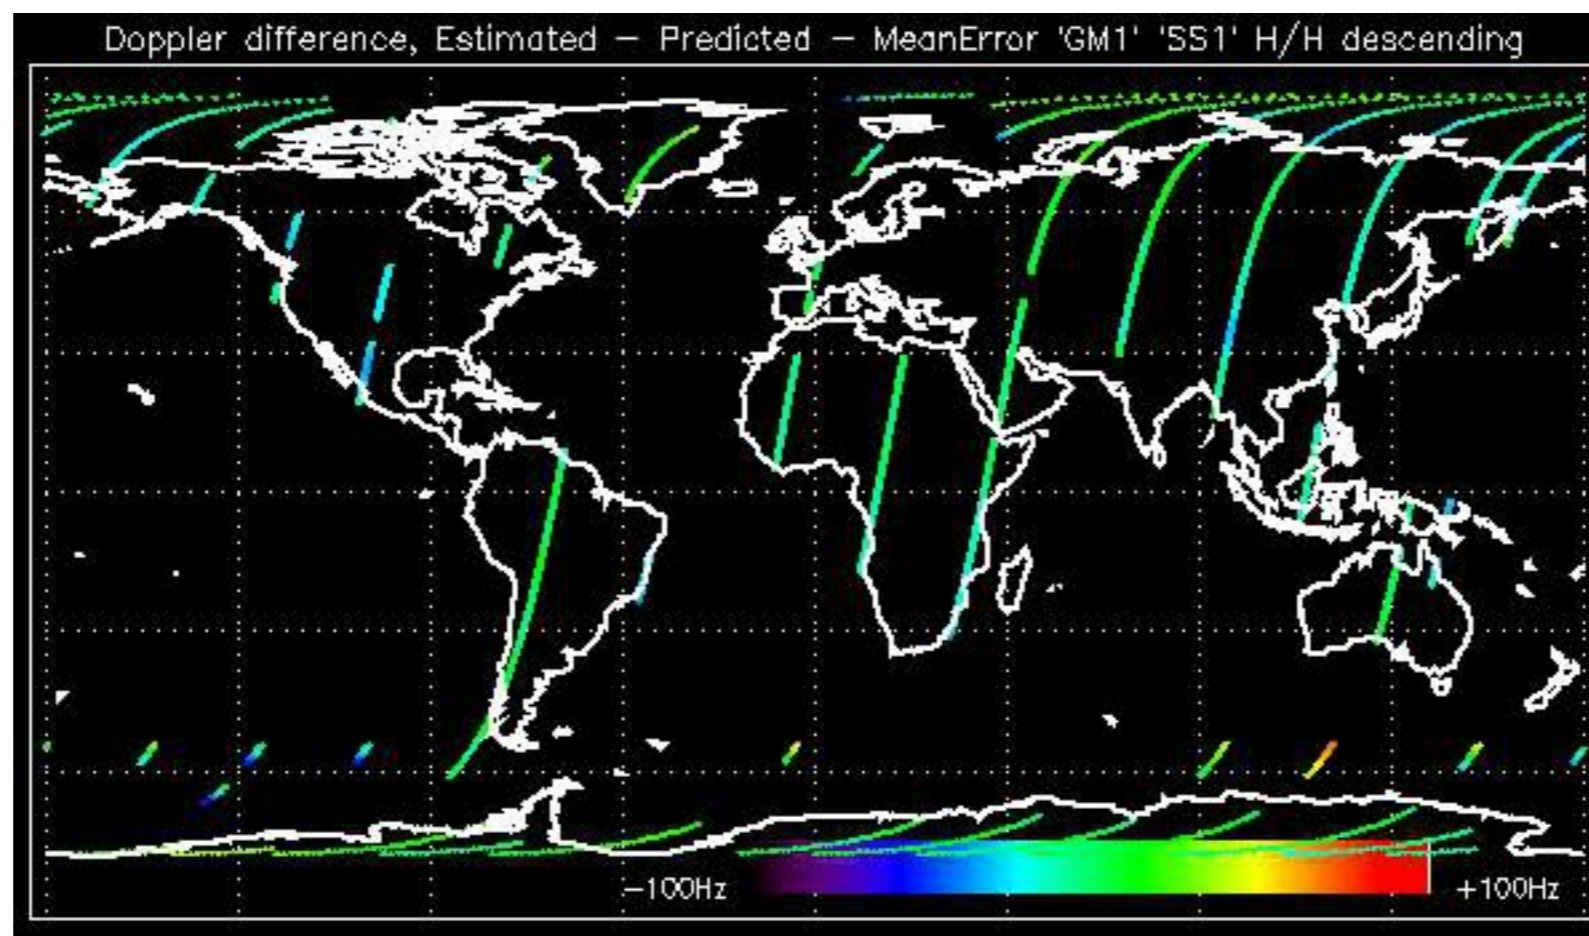 Doppler difference, Estimated – Predicted – MeanError 'GM1' 'SS1' H/H descending
-100Hz
+100Hz